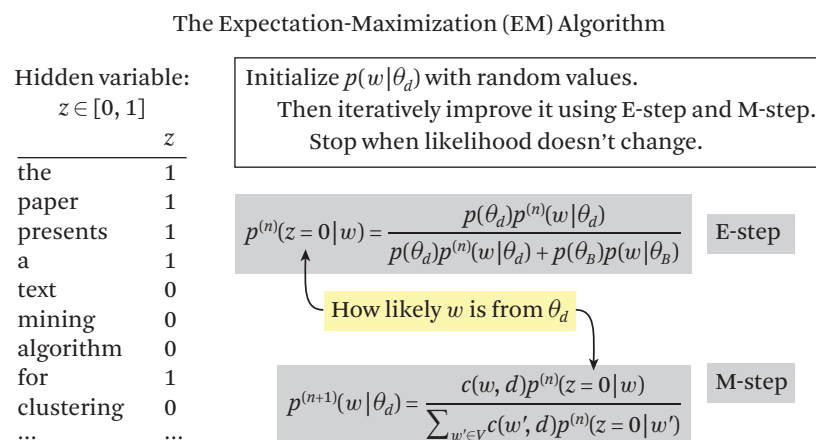 The Expectation-Maximization (EM) Algorithm
Hidden variable:
z ∈ [0, 1]
z
the 1
paper 1
presents 1
a 1
text 0
mining 0
algorithm 0
for 1
clustering 0
... ...
Initialize p(w|θ_d) with random values.
Then iteratively improve it using E-step and M-step.
Stop when likelihood doesn't change.
p^(n)(z = 0|w) = p(θ_d)p^(n)(w|θ_d) / p(θ_d)p^(n)(w|θ_d) + p(θ_B)p(w|θ_B)
E-step
How likely w is from θ_d
p^(n+1)(w|θ_d) = c(w, d)p^(n)(z = 0|w) / ∑_w'∈V c(w', d)p^(n)(z = 0|w')
M-step